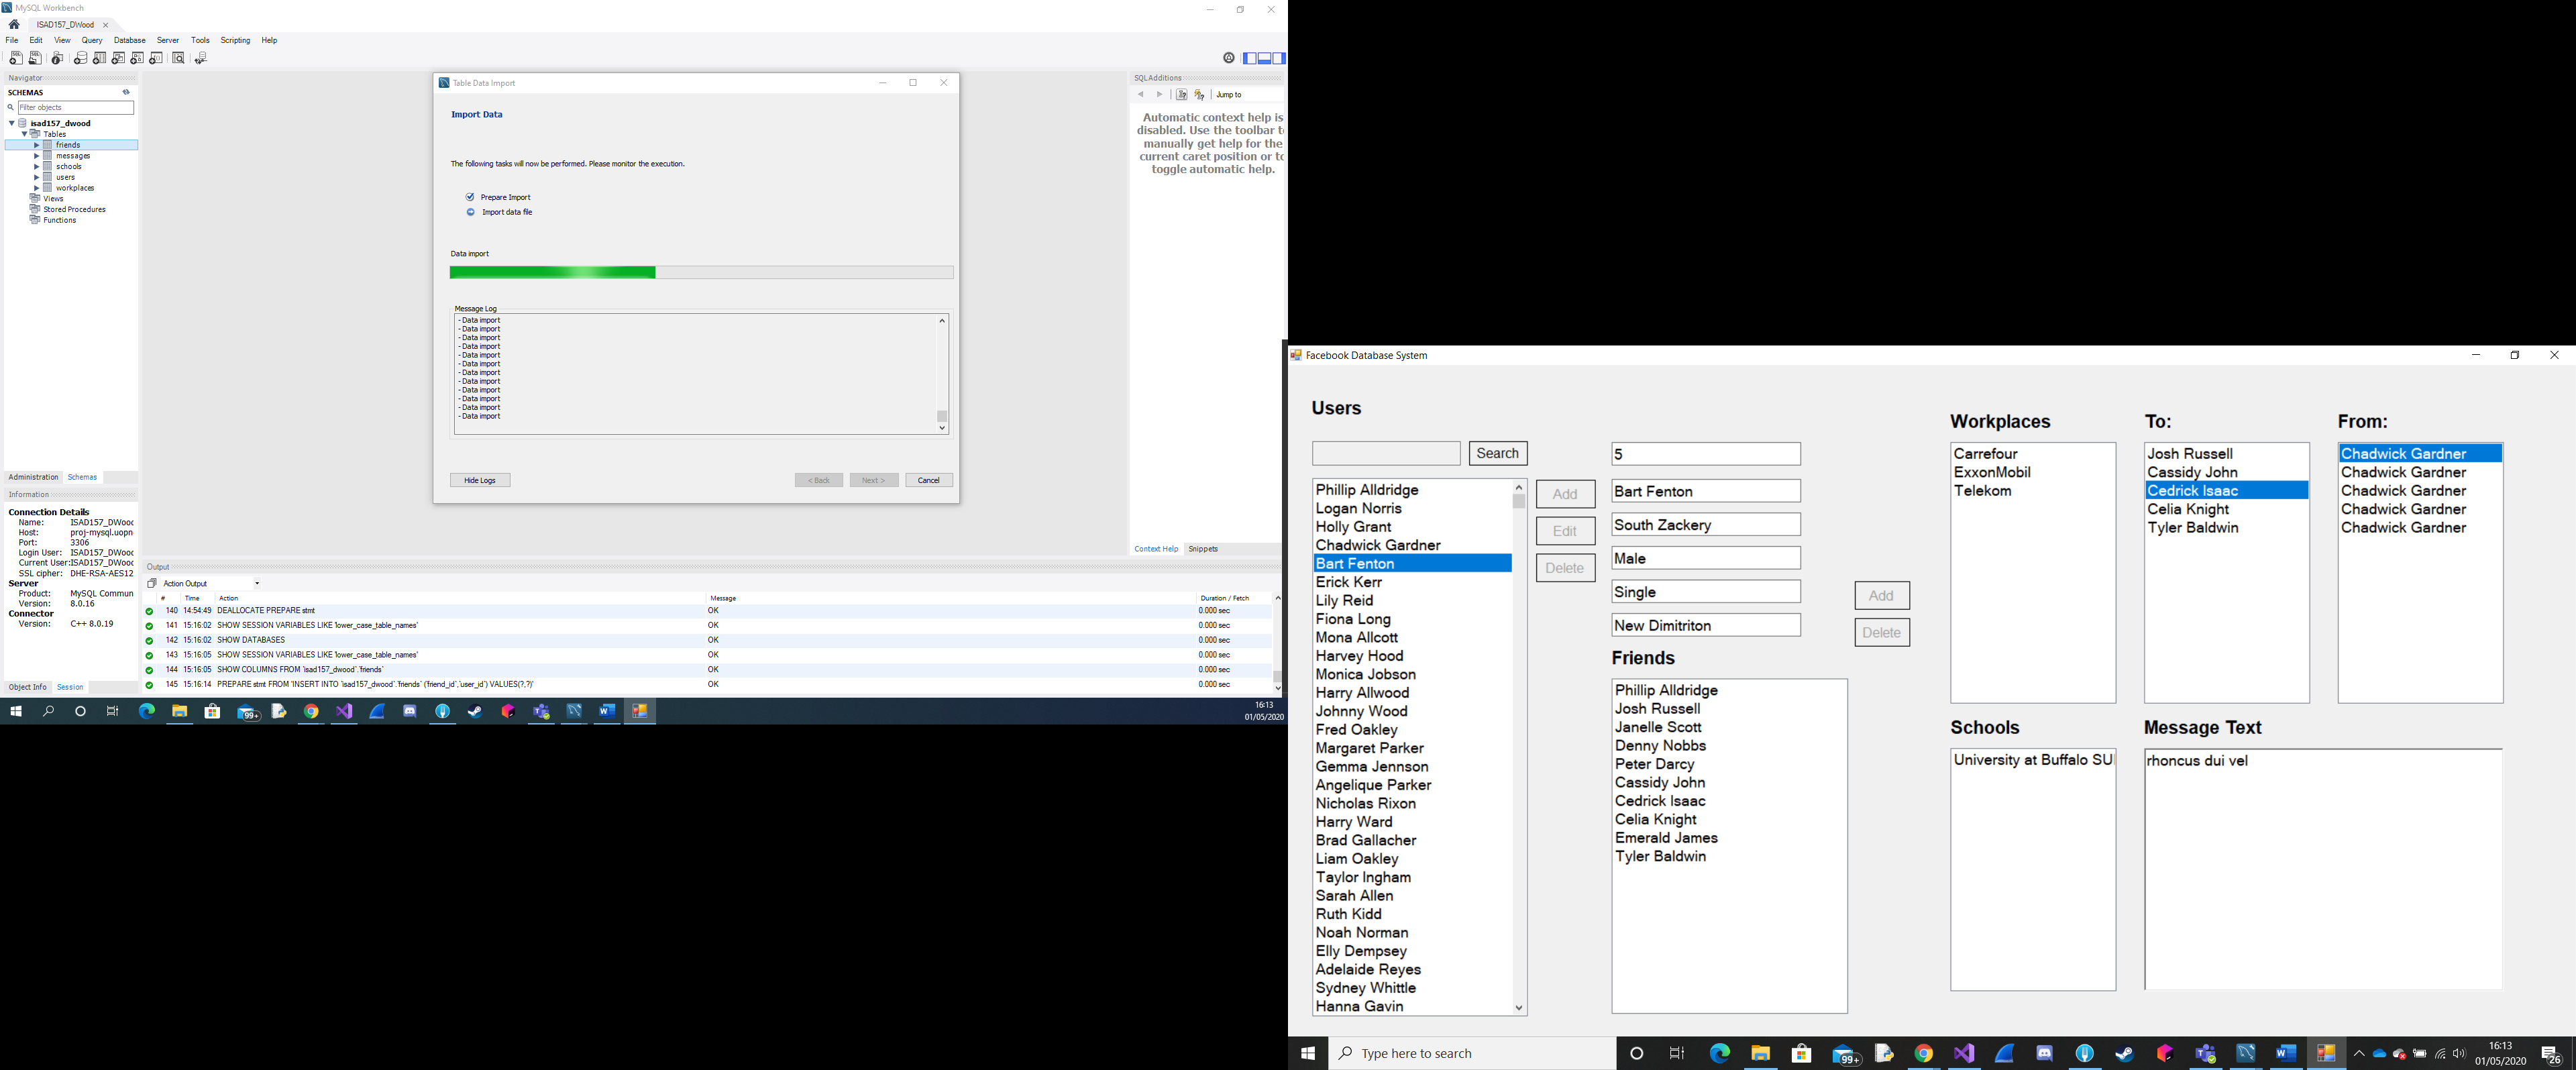 MySQL Workbench
ISAD157_DWood
File Edit View Query Database Server Tools Scripting Help
Navigator
SCHEMAS
Filter objects
isad157_dwood
Tables
friends
messages
schools
users
workplaces
Views
Stored Procedures
Functions
Administration Schemas
Information
Connection Details
Name: ISAD157_DWooc
Host: proj-mysql.uopn
Port: 3306
Login User: ISAD157_DWooc
Current User: ISAD157_DWooc
SSL cipher: DHE-RSA-AES12
Server
Product: MySQL Commun
Version: 8.0.16
Connector
Version: C++ 8.0.19
Object Info Session
Table Data Import
Import Data
The following tasks will now be performed. Please monitor the execution.
Prepare Import
Import data file
Data import
Message Log
- Data import
- Data import
- Data import
- Data import
- Data import
- Data import
- Data import
- Data import
- Data import
- Data import
- Data import
- Data import
Hide Logs < Back Next > Cancel
SQLAdditions
Jump to
Automatic context help is
disabled. Use the toolbar to
manually get help for the
current caret position or to
toggle automatic help.
Context Help Snippets
Output
Action Output
# Time Action Message Duration / Fetch
140 14:54:49 DEALLOCATE PREPARE stmt OK 0.000 sec
141 15:16:02 SHOW SESSION VARIABLES LIKE 'lower_case_table_names' OK 0.000 sec
142 15:16:02 SHOW DATABASES OK 0.000 sec
143 15:16:05 SHOW SESSION VARIABLES LIKE 'lower_case_table_names' OK 0.000 sec
144 15:16:05 SHOW COLUMNS FROM `isad157_dwood`.`friends` OK 0.000 sec
145 15:16:14 PREPARE stmt FROM 'INSERT INTO `isad157_dwood`.`friends` (`friend_id`,`user_id`) VALUES(?,?)' OK 0.000 sec
99+
16:13
01/05/2020
Facebook Database System
Users
Search
Phillip Alldridge
Logan Norris
Holly Grant
Chadwick Gardner
Bart Fenton
Erick Kerr
Lily Reid
Fiona Long
Mona Allcott
Harvey Hood
Monica Jobson
Harry Allwood
Johnny Wood
Fred Oakley
Margaret Parker
Gemma Jennson
Angelique Parker
Nicholas Rixon
Harry Ward
Brad Gallacher
Liam Oakley
Taylor Ingham
Sarah Allen
Ruth Kidd
Noah Norman
Elly Dempsey
Adelaide Reyes
Sydney Whittle
Hanna Gavin
Add
Edit
Delete
5
Bart Fenton
South Zackery
Male
Single
New Dimitriton
Add
Delete
Friends
Phillip Alldridge
Josh Russell
Janelle Scott
Denny Nobbs
Peter Darcy
Cassidy John
Cedrick Isaac
Celia Knight
Emerald James
Tyler Baldwin
Workplaces
Carrefour
ExxonMobil
Telekom
Schools
University at Buffalo SU
To:
Josh Russell
Cassidy John
Cedrick Isaac
Celia Knight
Tyler Baldwin
From:
Chadwick Gardner
Chadwick Gardner
Chadwick Gardner
Chadwick Gardner
Chadwick Gardner
Message Text
rhoncus dui vel
Type here to search
99+
16:13
01/05/2020
26